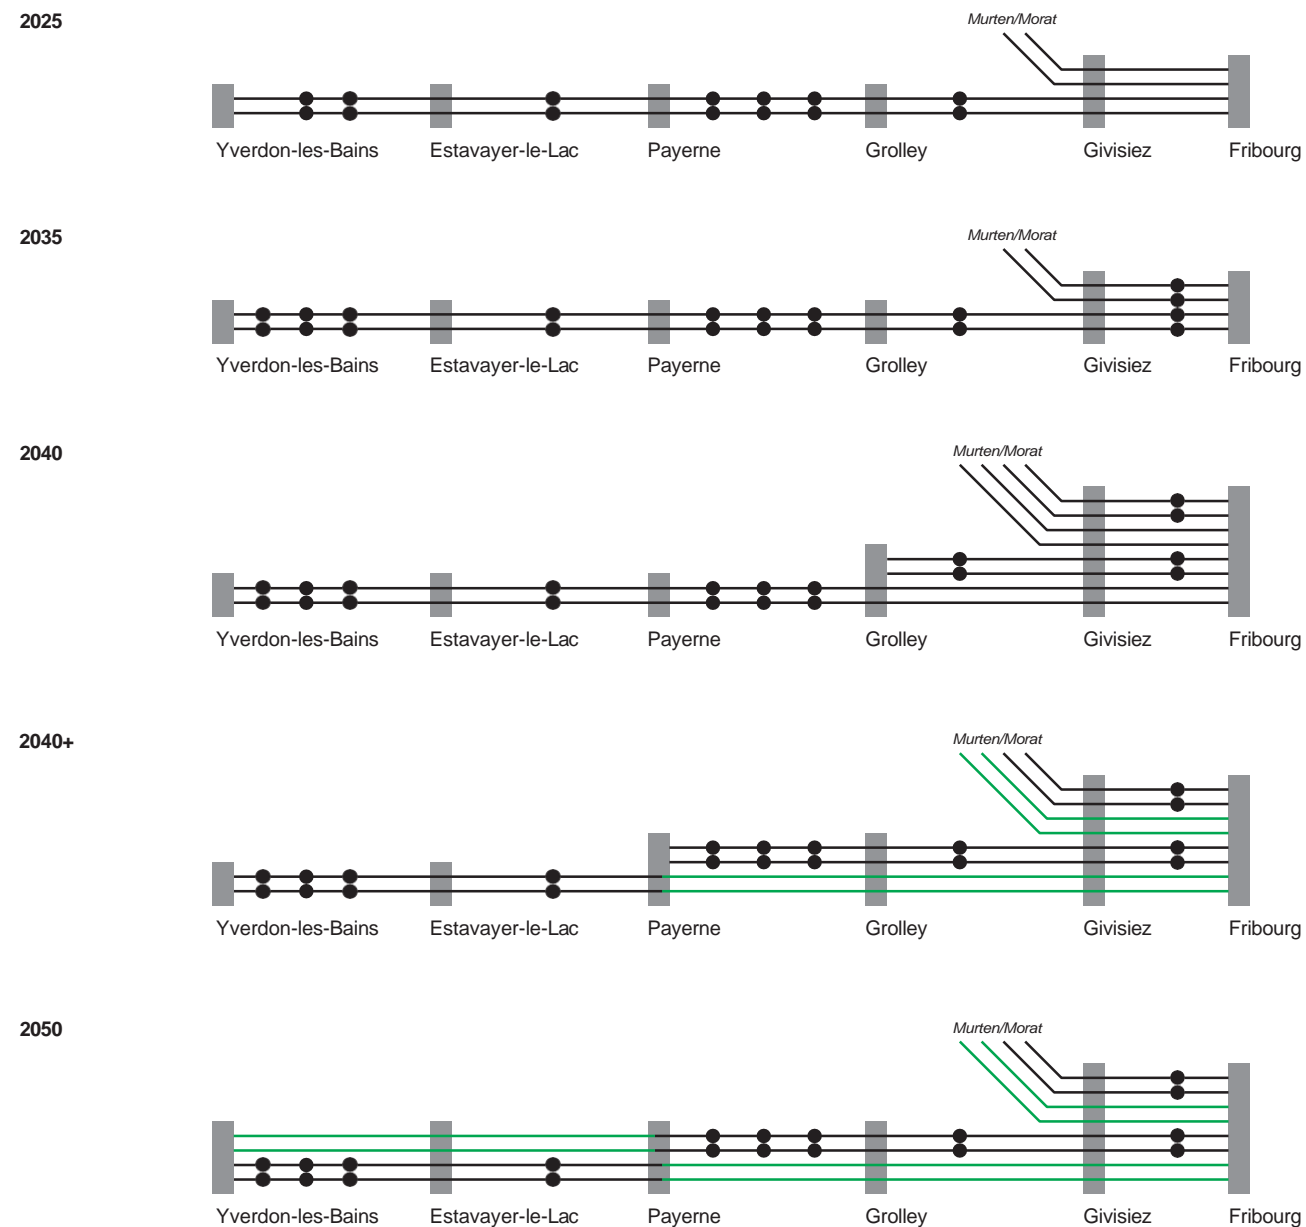 2025
Murten/Morat
Yverdon-les-Bains Estavayer-le-Lac Payerne Grolley Givisiez Fribourg
2035
Murten/Morat
Yverdon-les-Bains Estavayer-le-Lac Payerne Grolley Givisiez Fribourg
2040
Murten/Morat
Yverdon-les-Bains Estavayer-le-Lac Payerne Grolley Givisiez Fribourg
2040+
Murten/Morat
Yverdon-les-Bains Estavayer-le-Lac Payerne Grolley Givisiez Fribourg
2050
Murten/Morat
Yverdon-les-Bains Estavayer-le-Lac Payerne Grolley Givisiez Fribourg